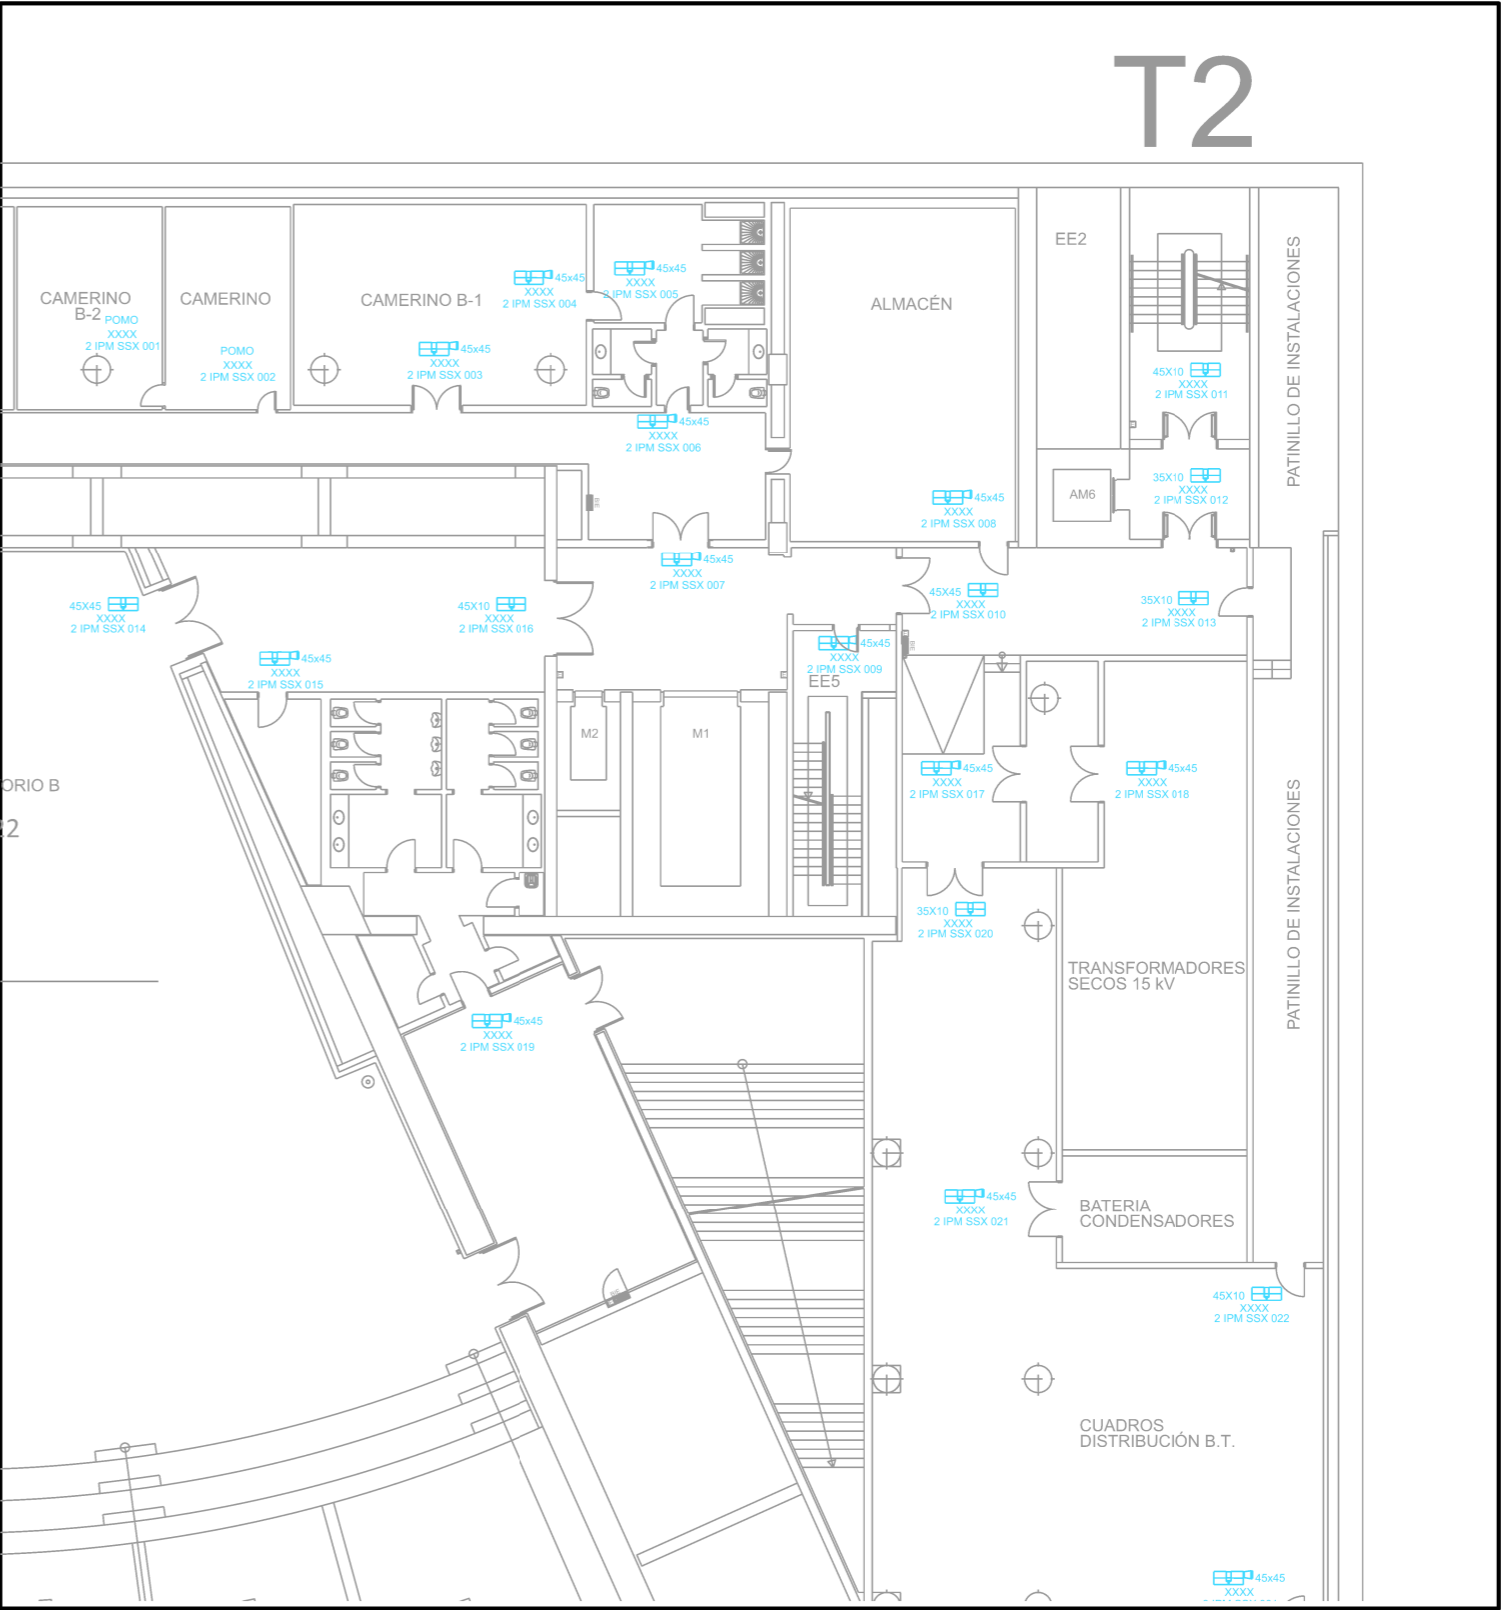 T2
EE2
PATINILLO DE INSTALACIONES
CAMERINO
B-2
POMO
XXXX
2 IPM SSX 001
CAMERINO
POMO
XXXX
2 IPM SSX 002
CAMERINO B-1
45x45
XXXX
2 IPM SSX 003
45x45
XXXX
2 IPM SSX 004
45x45
XXXX
2 IPM SSX 005
ALMACÉN
45X10
XXXX
2 IPM SSX 011
45x45
XXXX
2 IPM SSX 006
AM6
35X10
XXXX
2 IPM SSX 012
45x45
XXXX
2 IPM SSX 008
45x45
XXXX
2 IPM SSX 007
45X45
XXXX
2 IPM SSX 014
45X10
XXXX
2 IPM SSX 016
45X45
XXXX
2 IPM SSX 010
35X10
XXXX
2 IPM SSX 013
45x45
XXXX
2 IPM SSX 015
45x45
XXXX
2 IPM SSX 009
EE5
M2
M1
45x45
XXXX
2 IPM SSX 017
45x45
XXXX
2 IPM SSX 018
ORIO B
2
PATINILLO DE INSTALACIONES
35X10
XXXX
2 IPM SSX 020
TRANSFORMADORES
SECOS 15 kV
45x45
XXXX
2 IPM SSX 019
45x45
XXXX
2 IPM SSX 021
BATERIA
CONDENSADORES
45X10
XXXX
2 IPM SSX 022
CUADROS
DISTRIBUCIÓN B.T.
45x45
XXXX